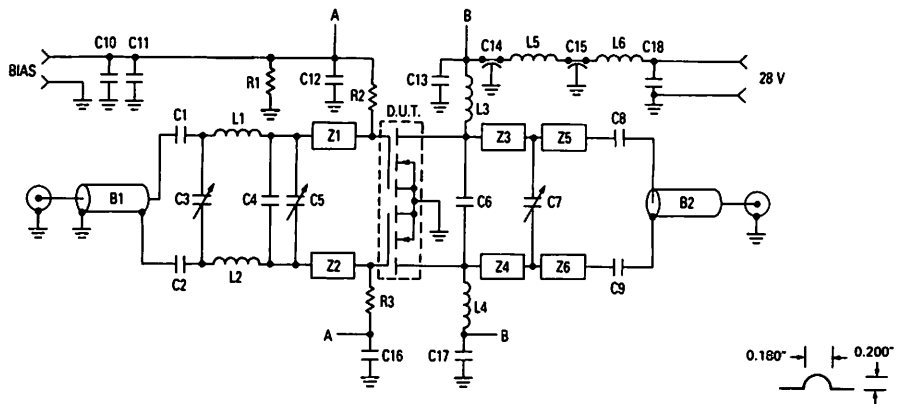 A
B
C10
C11
C14
L5
C15
L6
C18
BIAS
R1
C12
R2
C13
L3
28 V
D.U.T.
C1
L1
Z1
Z3
Z5
C8
B1
C3
C4
C5
C6
C7
B2
C2
L2
Z2
Z4
Z6
C9
R3
L4
A
B
C16
C17
0.180"
0.200"